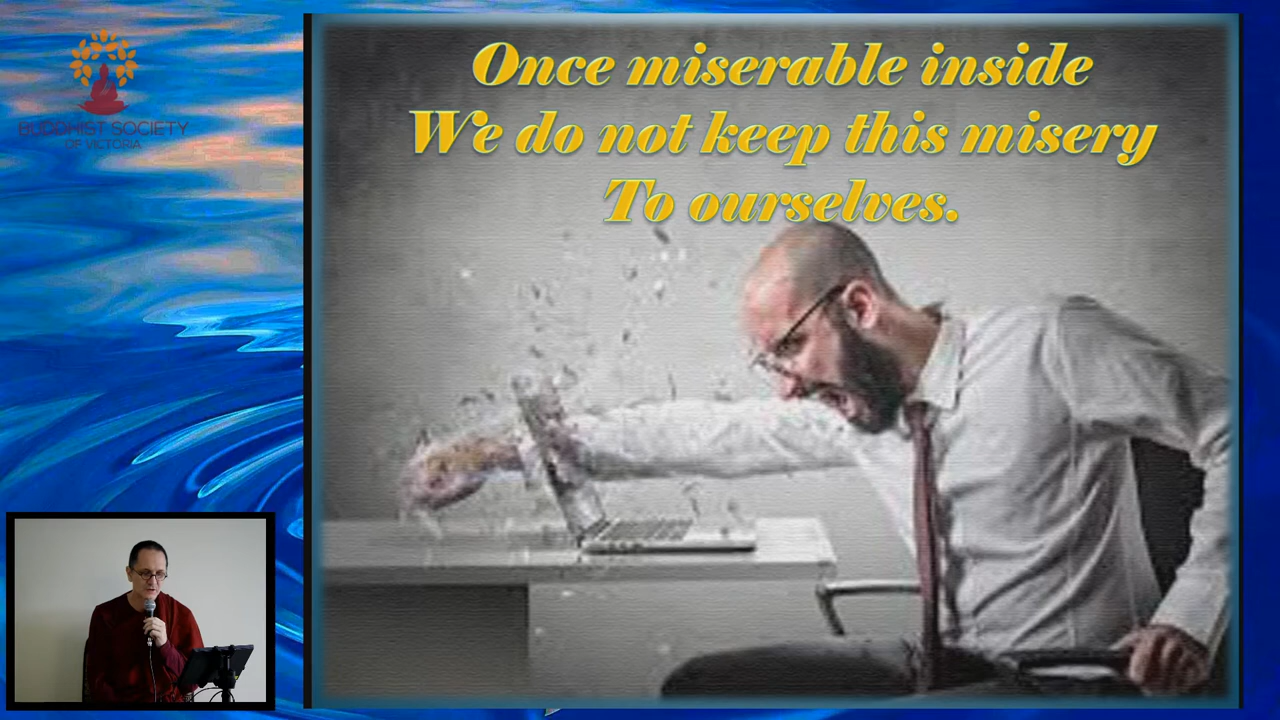 BUDDHIST SOCIETY
OF VICTORIA
Once miserable inside
We do not keep this misery
To ourselves.